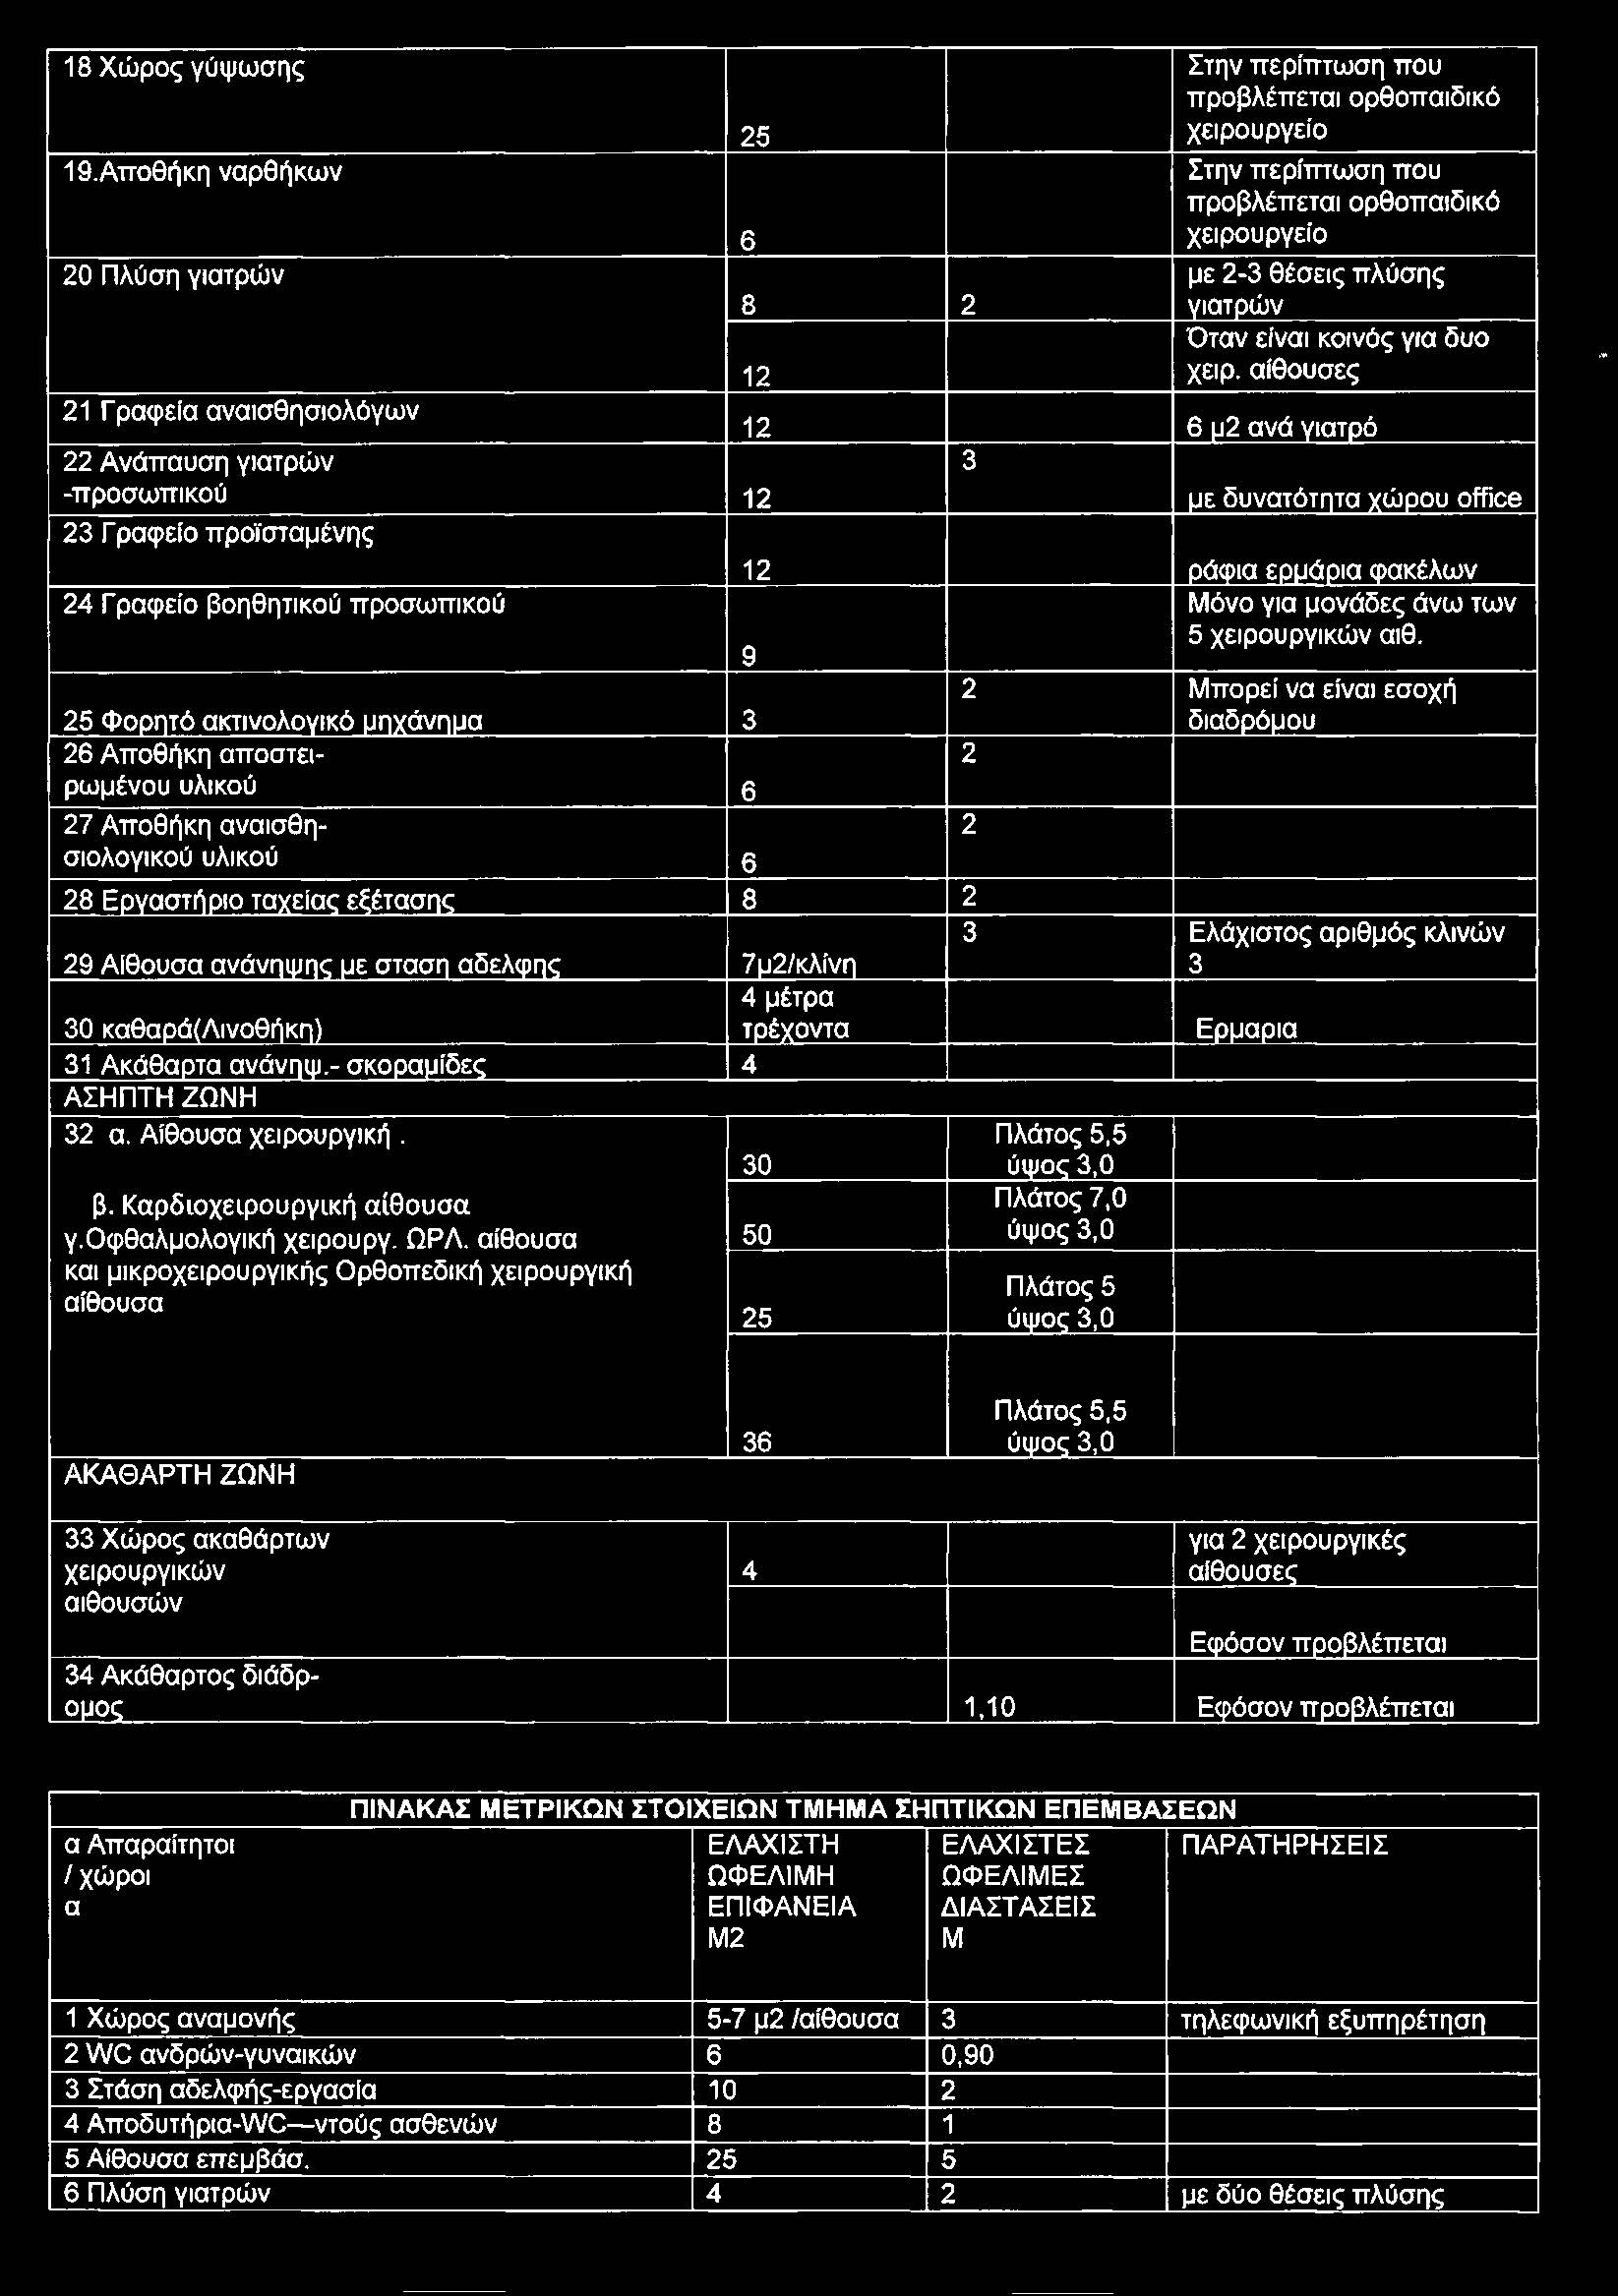 18 Χώρος γύψωσης
25
Στην περίπτωση που
προβλέπεται ορθοπαιδικό
χειρουργείο
19.Αποθήκη ναρθήκων
6
Στην περίπτωση που
προβλέπεται ορθοπαιδικό
χειρουργείο
20 Πλύση γιατρών
8
2
με 2-3 θέσεις πλύσης
γιατρών
12
Όταν είναι κοινός για δυο
χειρ. αίθουσες
21 Γραφεία αναισθησιολόγων
12
6 μ2 ανά γιατρό
22 Ανάπαυση γιατρών
-προσωπικού
12
3
με δυνατότητα χώρου office
23 Γραφείο προϊσταμένης
12
ράφια ερμάρια φακέλων
24 Γραφείο βοηθητικού προσωπικού
9
Μόνο για μονάδες άνω των
5 χειρουργικών αιθ.
25 Φορητό ακτινολογικό μηχάνημα
3
2
Μπορεί να είναι εσοχή
διαδρόμου
26 Αποθήκη αποστει-
ρωμένου υλικού
6
2
27 Αποθήκη αναισθη-
σιολογικού υλικού
6
2
28 Εργαστήριο ταχείας εξέτασης
8
2
29 Αίθουσα ανάνηψης με σταση αδελφης
7μ2/κλίνη
3
Ελάχιστος αριθμός κλινών
3
30 καθαρά(Λινοθήκη)
4 μέτρα
τρέχοντα
Ερμαρια
31 Ακάθαρτα ανάνηψ.- σκοραμίδες
4
ΑΣΗΠΤΗ ΖΩΝΗ
32 α. Αίθουσα χειρουργική .
30
Πλάτος 5,5
ύψος 3,0
β. Καρδιοχειρουργική αίθουσα
γ.Οφθαλμολογική χειρουργ. ΩΡΛ. αίθουσα
και μικροχειρουργικής Ορθοπεδική χειρουργική
αίθουσα
50
Πλάτος 7,0
ύψος 3,0
25
Πλάτος 5
ύψος 3,0
36
Πλάτος 5,5
ύψος 3,0
ΑΚΑΘΑΡΤΗ ΖΩΝΗ
33 Χώρος ακαθάρτων
χειρουργικών
αιθουσών
4
για 2 χειρουργικές
αίθουσες
Εφόσον προβλέπεται
34 Ακάθαρτος διάδρ-
ομος
1,10
Εφόσον προβλέπεται
ΠΙΝΑΚΑΣ ΜΕΤΡΙΚΩΝ ΣΤΟΙΧΕΙΩΝ ΤΜΗΜΑ ΣΗΠΤΙΚΩΝ ΕΠΕΜΒΑΣΕΩΝ
α Απαραίτητοι
/ χώροι
α
ΕΛΑΧΙΣΤΗ
ΩΦΕΛΙΜΗ
ΕΠΙΦΑΝΕΙΑ
Μ2
ΕΛΑΧΙΣΤΕΣ
ΩΦΕΛΙΜΕΣ
ΔΙΑΣΤΑΣΕΙΣ
Μ
ΠΑΡΑΤΗΡΗΣΕΙΣ
1 Χώρος αναμονής
5-7 μ2 /αίθουσα
3
τηλεφωνική εξυπηρέτηση
2 WC ανδρών-γυναικών
6
0,90
3 Στάση αδελφής-εργασία
10
2
4 Αποδυτήρια-WC—ντούς ασθενών
8
1
5 Αίθουσα επεμβάσ.
25
5
6 Πλύση γιατρών
4
2
με δύο θέσεις πλύσης